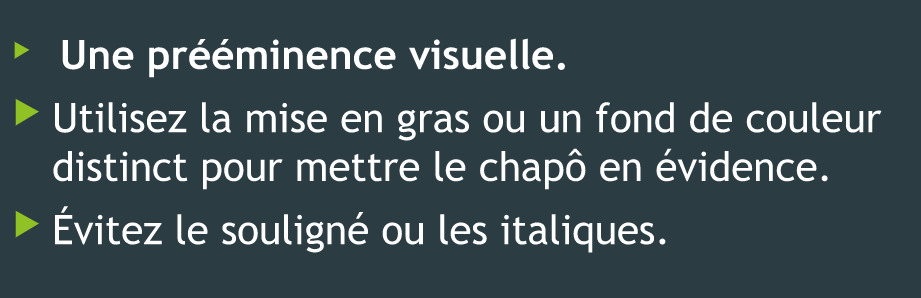 Une prééminence visuelle.
Utilisez la mise en gras ou un fond de couleur
distinct pour mettre le chapô en évidence.
Évitez le souligné ou les italiques.